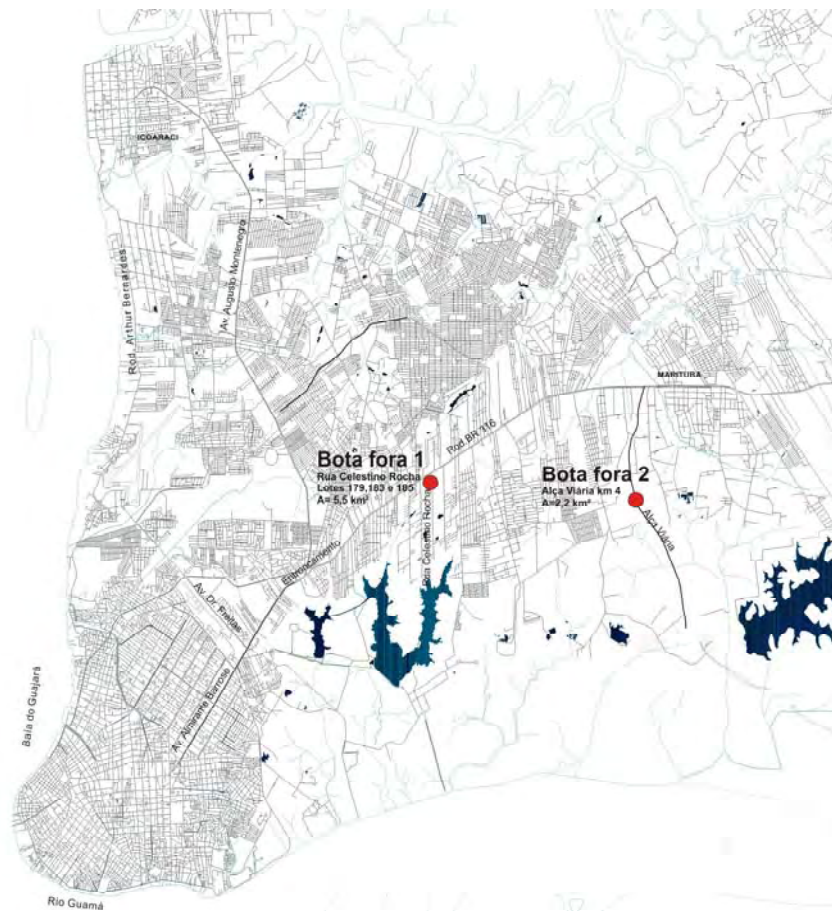 ICOARACI
Rod. Arthur Bernardes
Av. Augusto Montenegro
MARITUBA
Rod BR 316
Bota fora 1
Rua Celestino Rocha
Lotes 179,183 e 185
A= 5,5 km²
Bota fora 2
Alça Viária km 4
A=2,2 km²
Rua Celestino Rocha
Alça Viária
Entroncamento
Av. Dr. Freitas
Av. Almirante Barroso
Baía do Guajará
Rio Guamá